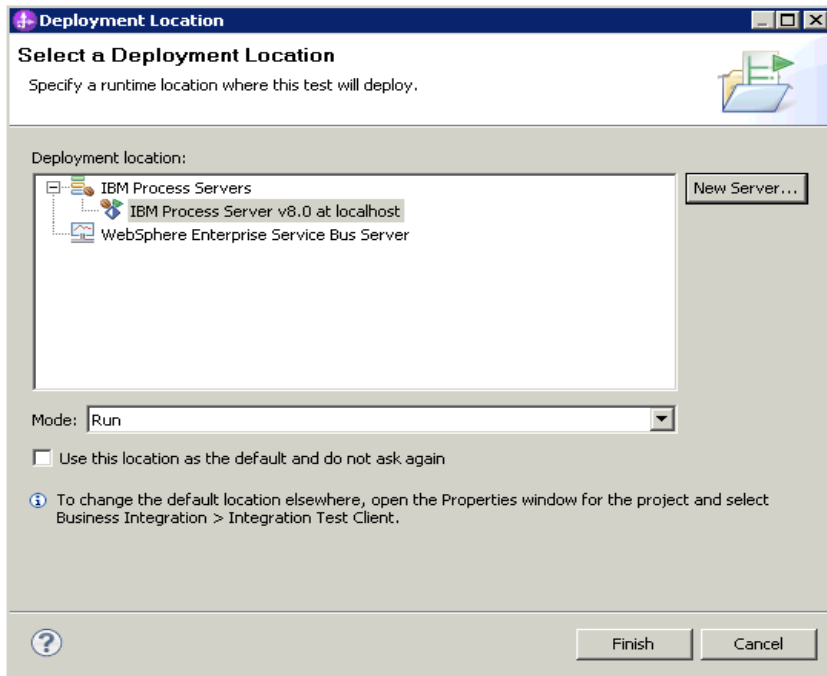 Deployment Location
Select a Deployment Location
Specify a runtime location where this test will deploy.
Deployment location:
IBM Process Servers
New Server...
IBM Process Server v8.0 at localhost
WebSphere Enterprise Service Bus Server
Mode: Run
Use this location as the default and do not ask again
To change the default location elsewhere, open the Properties window for the project and select
Business Integration > Integration Test Client.
?
Finish Cancel